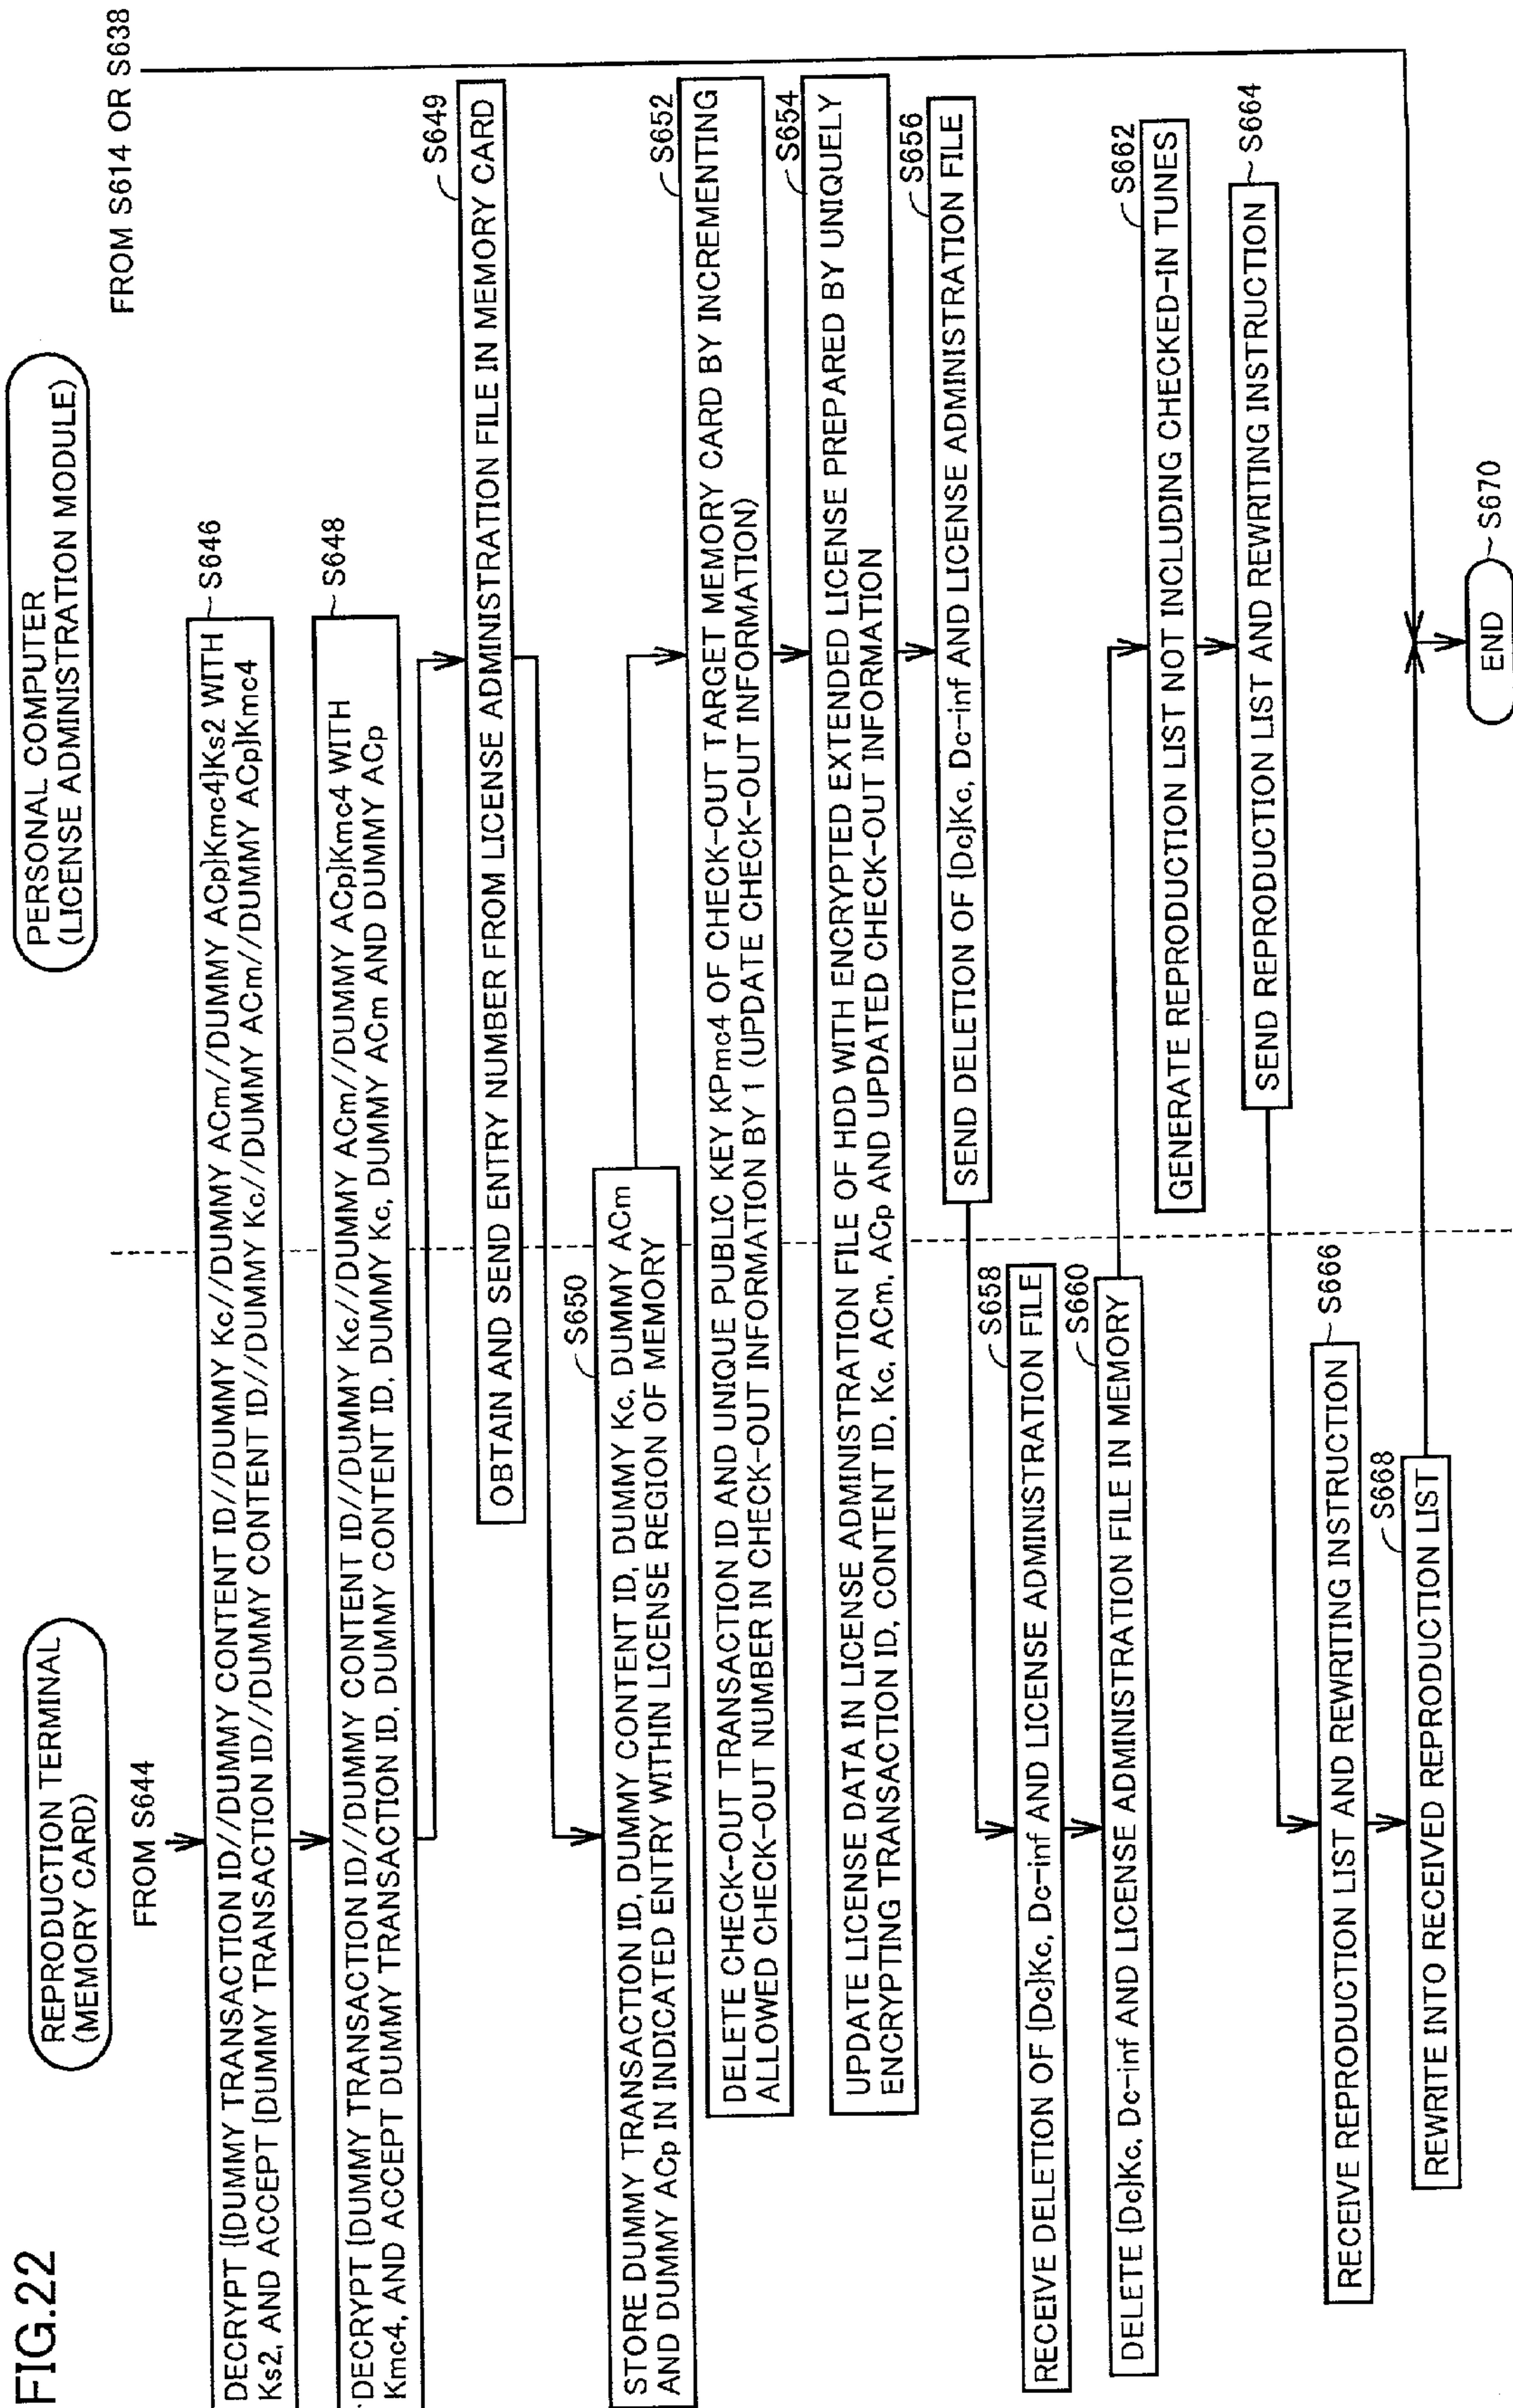 FIG.22
REPRODUCTION TERMINAL
(MEMORY CARD)
PERSONAL COMPUTER
(LICENSE ADMINISTRATION MODULE)
FROM S644
FROM S614 OR S638
S646
DECRYPT {{DUMMY TRANSACTION ID//DUMMY CONTENT ID//DUMMY Kc//DUMMY ACm//DUMMY ACp}Kmc4}Ks2 WITH
Ks2, AND ACCEPT {DUMMY TRANSACTION ID//DUMMY CONTENT ID//DUMMY Kc//DUMMY ACm//DUMMY ACp}Kmc4
S648
DECRYPT {DUMMY TRANSACTION ID//DUMMY CONTENT ID//DUMMY Kc//DUMMY ACm//DUMMY ACp}Kmc4 WITH
Kmc4, AND ACCEPT DUMMY TRANSACTION ID, DUMMY CONTENT ID, DUMMY Kc, DUMMY ACm AND DUMMY ACp
S649
OBTAIN AND SEND ENTRY NUMBER FROM LICENSE ADMINISTRATION FILE IN MEMORY CARD
S650
STORE DUMMY TRANSACTION ID, DUMMY CONTENT ID, DUMMY Kc, DUMMY ACm
AND DUMMY ACp IN INDICATED ENTRY WITHIN LICENSE REGION OF MEMORY
S652
DELETE CHECK-OUT TRANSACTION ID AND UNIQUE PUBLIC KEY KPmc4 OF CHECK-OUT TARGET MEMORY CARD BY INCREMENTING
ALLOWED CHECK-OUT NUMBER IN CHECK-OUT INFORMATION BY 1 (UPDATE CHECK-OUT INFORMATION)
S654
UPDATE LICENSE DATA IN LICENSE ADMINISTRATION FILE OF HDD WITH ENCRYPTED EXTENDED LICENSE PREPARED BY UNIQUELY
ENCRYPTING TRANSACTION ID, CONTENT ID, Kc, ACm, ACp AND UPDATED CHECK-OUT INFORMATION
S656
SEND DELETION OF {Dc}Kc, Dc-inf AND LICENSE ADMINISTRATION FILE
S658
RECEIVE DELETION OF {Dc}Kc, Dc-inf AND LICENSE ADMINISTRATION FILE
S660
DELETE {Dc}Kc, Dc-inf AND LICENSE ADMINISTRATION FILE IN MEMORY
S662
GENERATE REPRODUCTION LIST NOT INCLUDING CHECKED-IN TUNES
S664
SEND REPRODUCTION LIST AND REWRITING INSTRUCTION
S666
RECEIVE REPRODUCTION LIST AND REWRITING INSTRUCTION
S668
REWRITE INTO RECEIVED REPRODUCTION LIST
END
S670